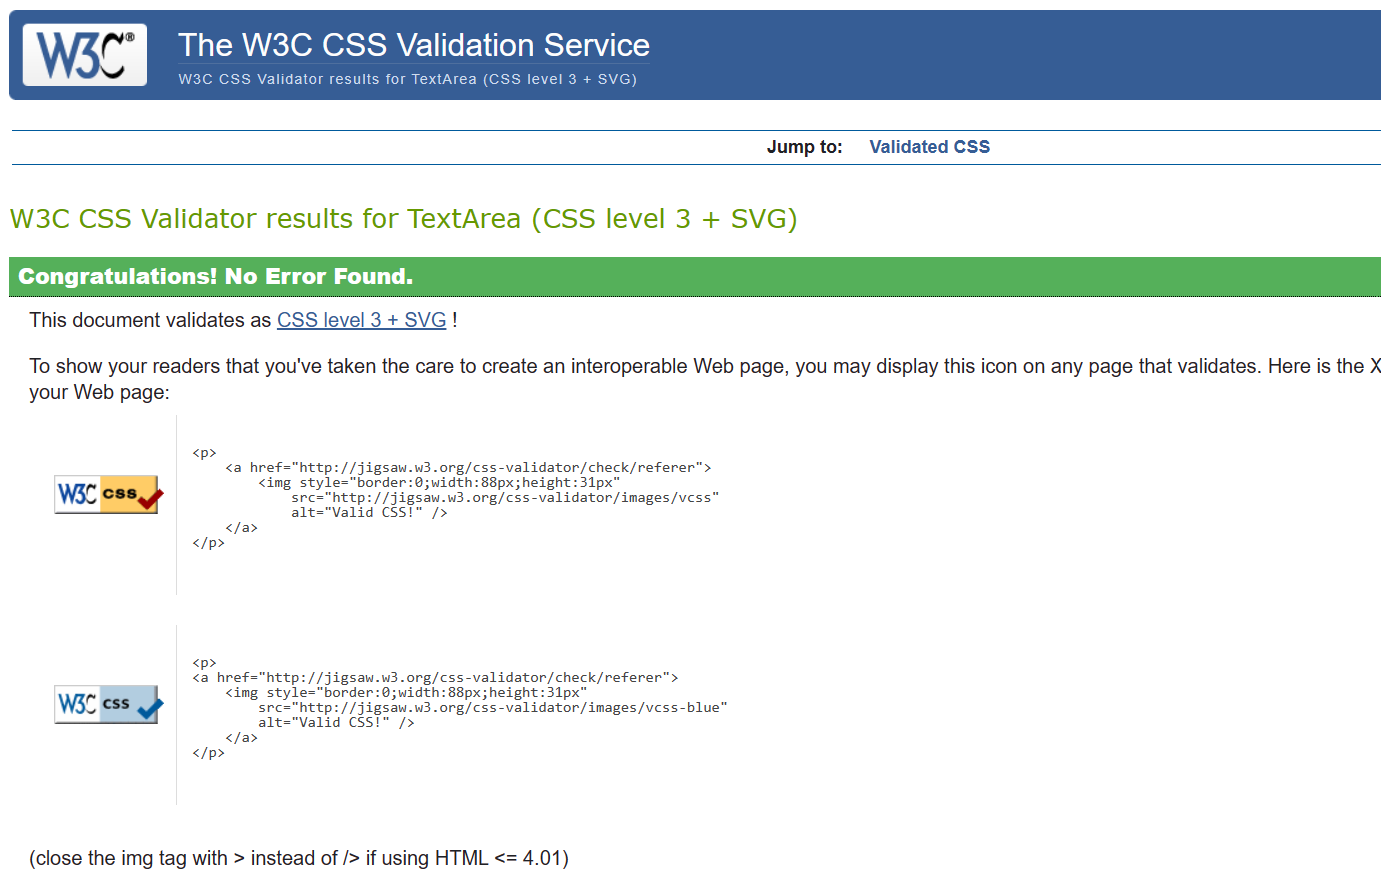 W3C®
The W3C CSS Validation Service
W3C CSS Validator results for TextArea (CSS level 3 + SVG)
Jump to: Validated CSS
W3C CSS Validator results for TextArea (CSS level 3 + SVG)
Congratulations! No Error Found.
This document validates as CSS level 3 + SVG !
To show your readers that you've taken the care to create an interoperable Web page, you may display this icon on any page that validates. Here is the X
your Web page:
W3C css
<p>
    <a href="http://jigsaw.w3.org/css-validator/check/referer">
        <img style="border:0;width:88px;height:31px"
            src="http://jigsaw.w3.org/css-validator/images/vcss"
            alt="Valid CSS!" />
    </a>
</p>
W3C css
<p>
<a href="http://jigsaw.w3.org/css-validator/check/referer">
    <img style="border:0;width:88px;height:31px"
        src="http://jigsaw.w3.org/css-validator/images/vcss-blue"
        alt="Valid CSS!" />
    </a>
</p>
(close the img tag with > instead of /> if using HTML <= 4.01)